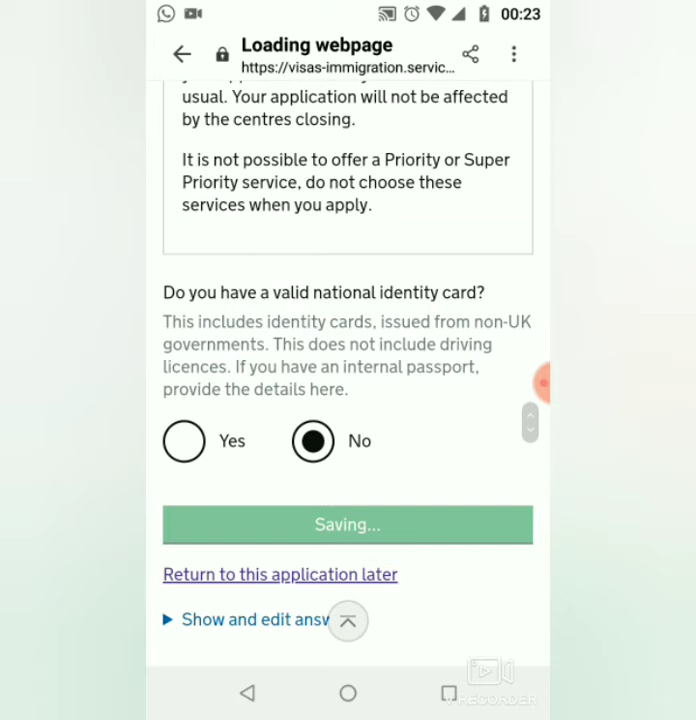 00:23
Loading webpage
https://visas-immigration.servic...
usual. Your application will not be affected
by the centres closing.
It is not possible to offer a Priority or Super
Priority service, do not choose these
services when you apply.
Do you have a valid national identity card?
This includes identity cards, issued from non-UK
governments. This does not include driving
licences. If you have an internal passport,
provide the details here.
Yes
No
Saving...
Return to this application later
Show and edit answ
V RECORDER